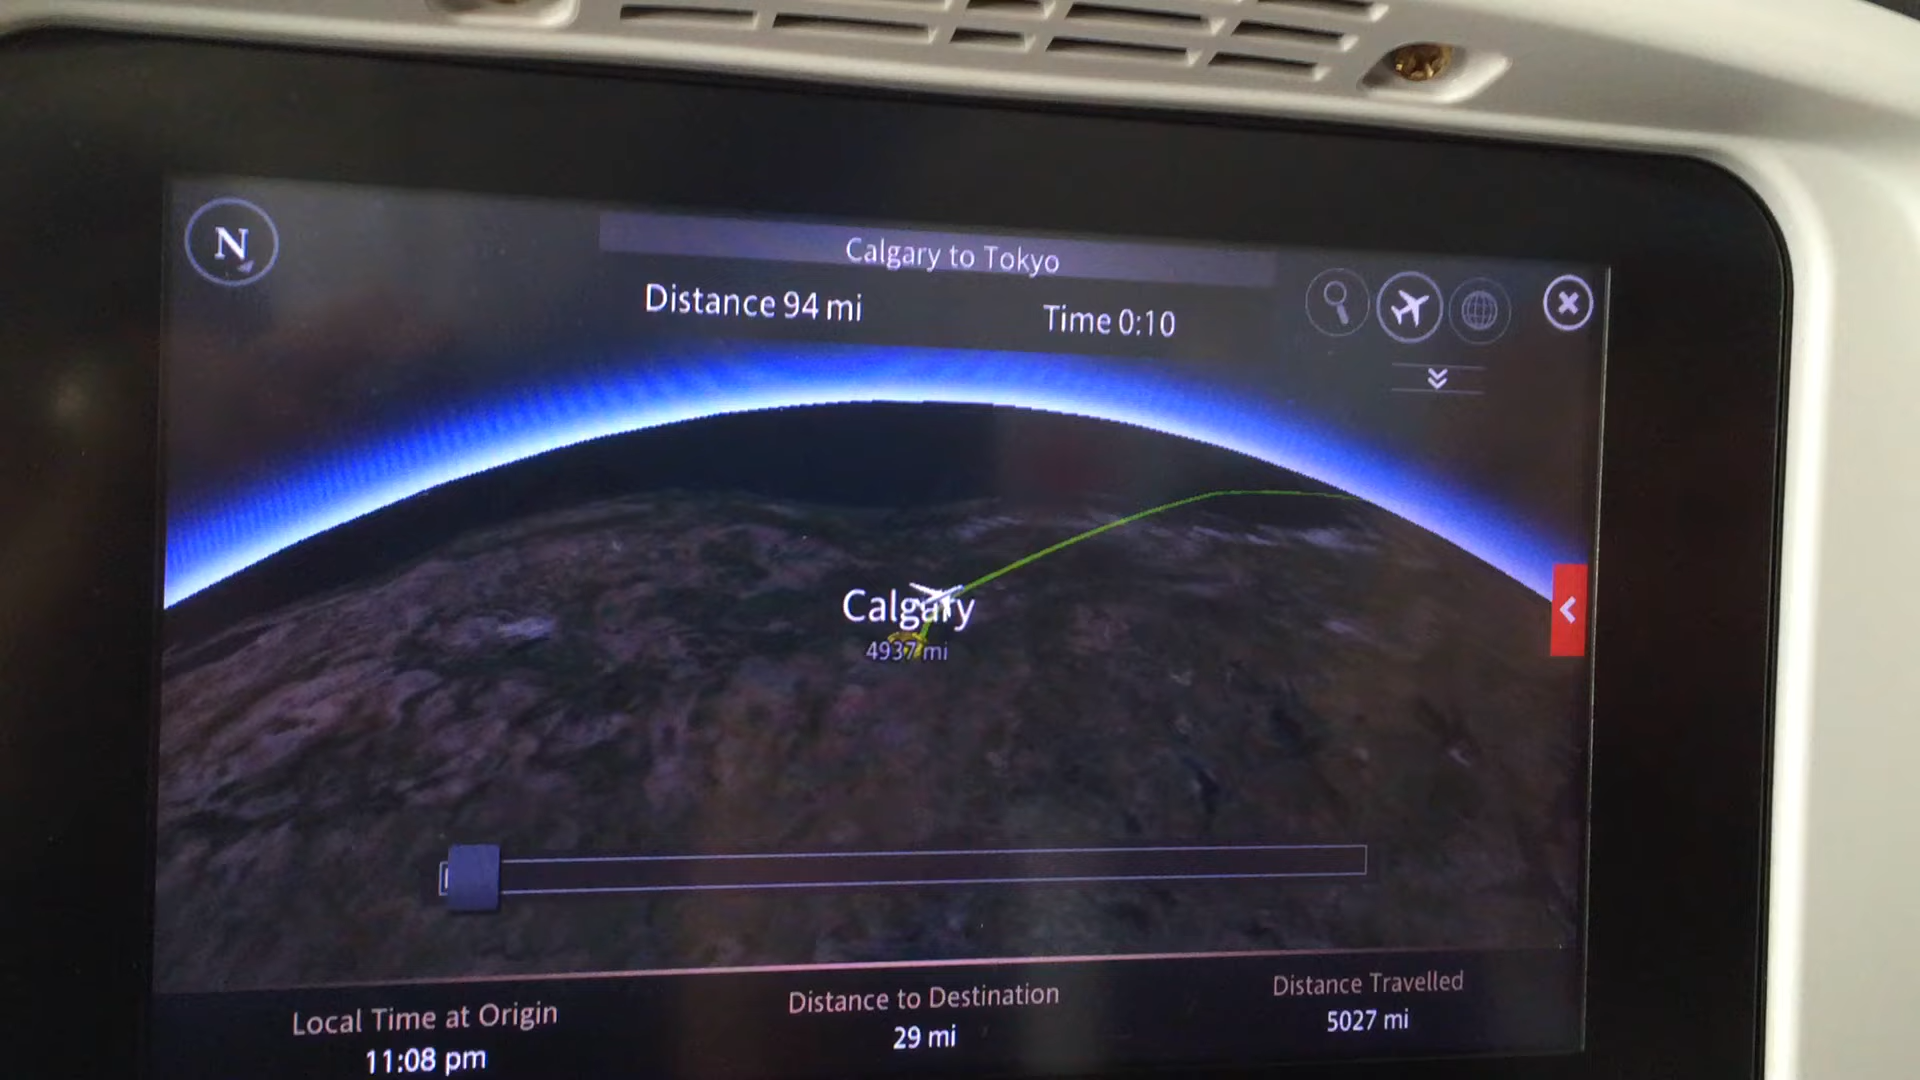 N
Calgary to Tokyo
Distance 94 mi
Time 0:10
Calgary
4937 mi
Local Time at Origin
11:08 pm
Distance to Destination
29 mi
Distance Travelled
5027 mi